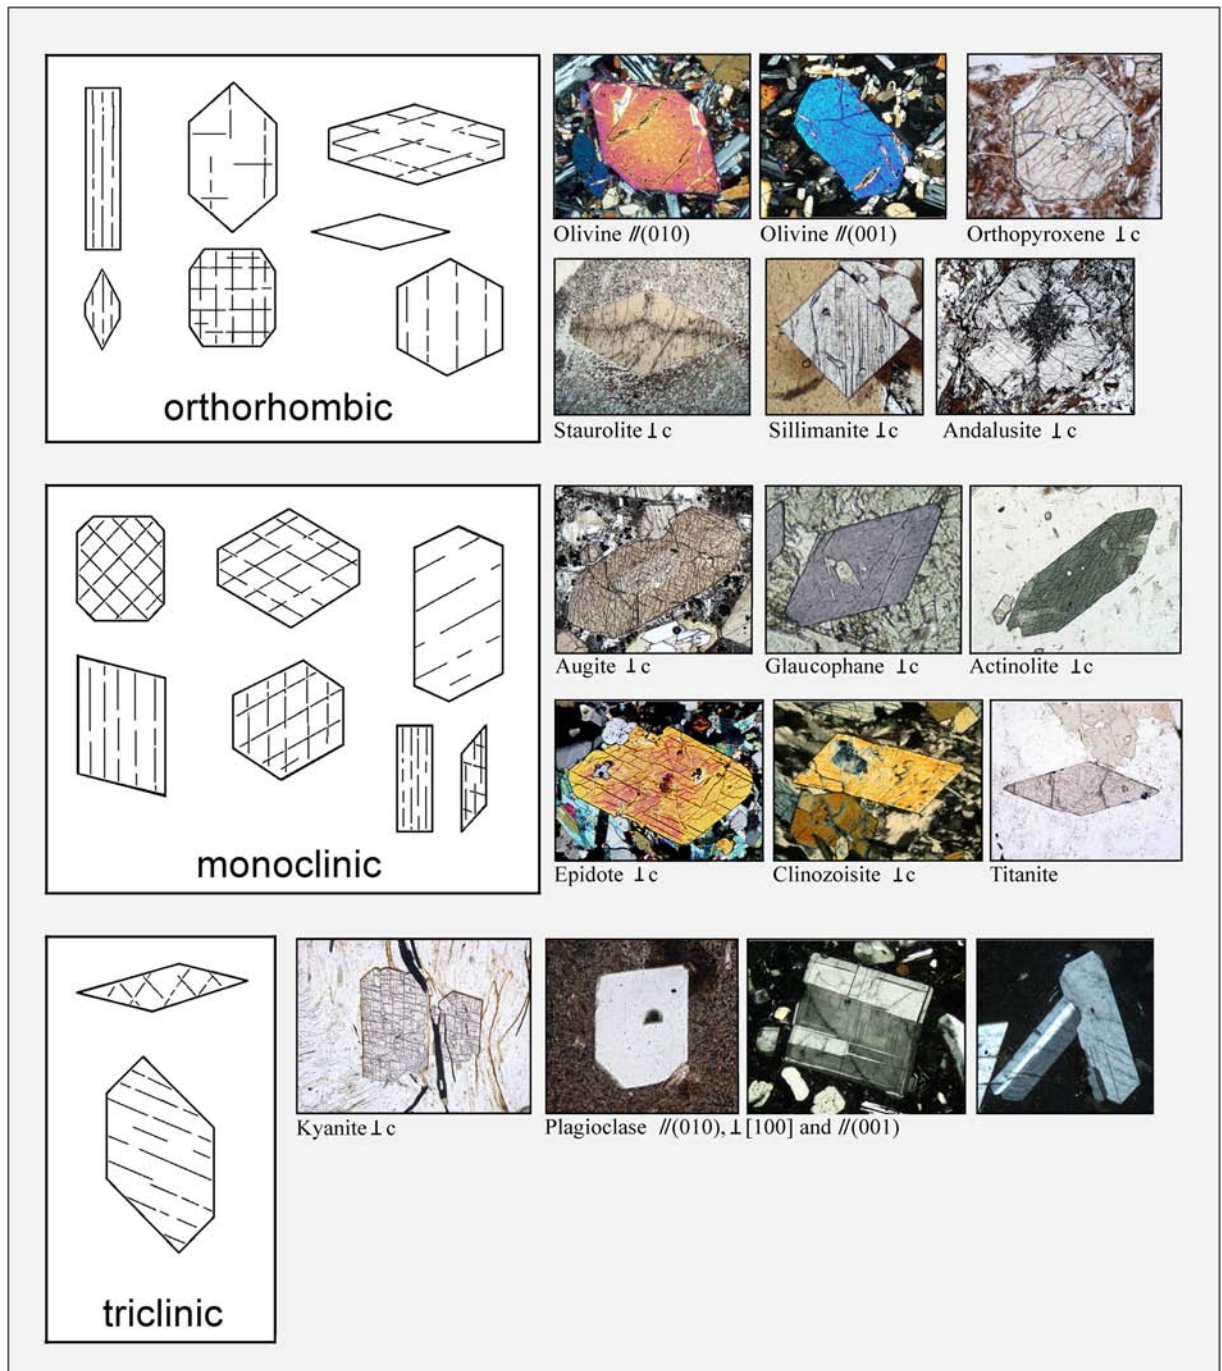 Olivine //(010) Olivine //(001) Orthopyroxene ⊥ c
Staurolite ⊥ c Sillimanite ⊥ c Andalusite ⊥ c
orthorhombic
Augite ⊥ c Glaucophane ⊥ c Actinolite ⊥ c
Epidote ⊥ c Clinozoisite ⊥ c Titanite
monoclinic
Kyanite ⊥ c Plagioclase //(010), ⊥ [100] and //(001)
triclinic